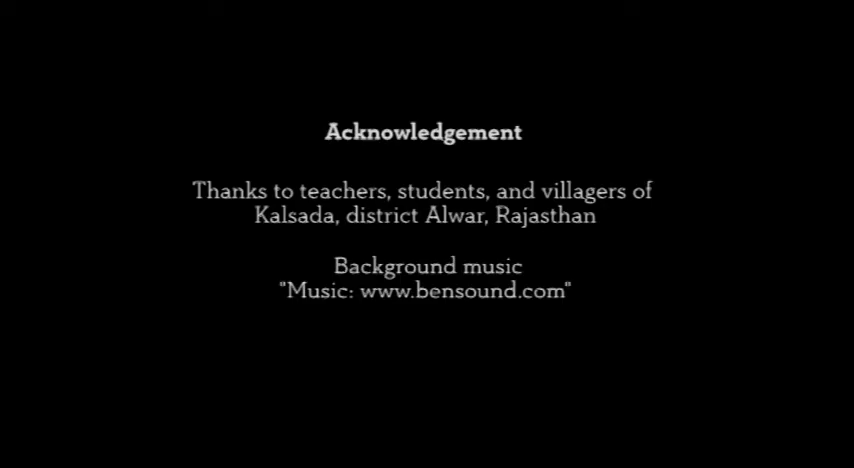 Acknowledgement
Thanks to teachers, students, and villagers of
Kalsada, district Alwar, Rajasthan
Background music
"Music: www.bensound.com"